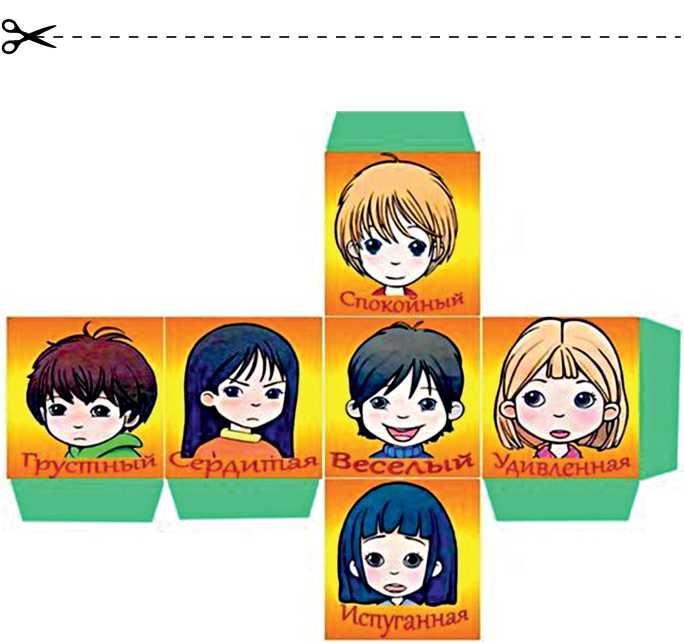 Спокойный
Грустный
Сердитая
Веселый
Удивленная
Испуганная